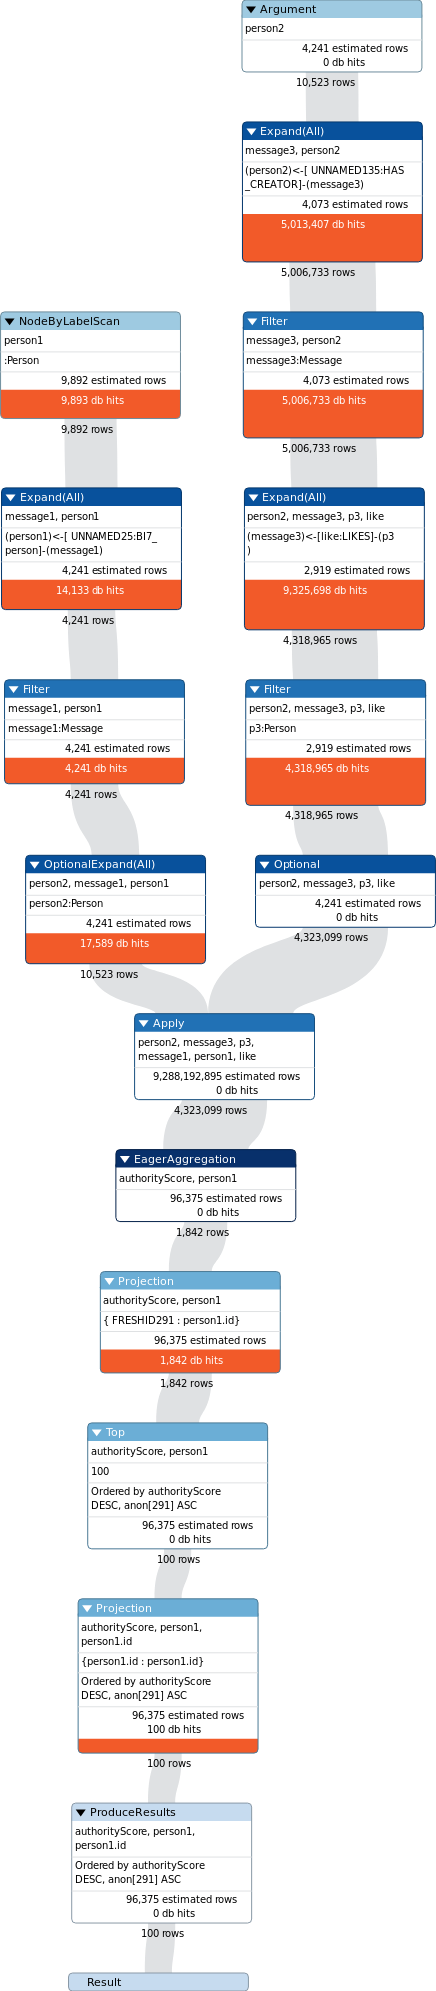 Argument
person2
4,241 estimated rows
0 db hits
10,523 rows
Expand(All)
message3, person2
(person2)<-[ UNNAMED135:HAS
_CREATOR]-(message3)
4,073 estimated rows
5,013,407 db hits
5,006,733 rows
Filter
message3, person2
message3:Message
4,073 estimated rows
5,006,733 db hits
5,006,733 rows
Expand(All)
person2, message3, p3, like
(message3)<-[like:LIKES]-(p3
)
2,919 estimated rows
9,325,698 db hits
4,318,965 rows
Filter
person2, message3, p3, like
p3:Person
2,919 estimated rows
4,318,965 db hits
4,318,965 rows
Optional
person2, message3, p3, like
4,241 estimated rows
0 db hits
4,323,099 rows
NodeByLabelScan
person1
:Person
9,892 estimated rows
9,893 db hits
9,892 rows
Expand(All)
message1, person1
(person1)<-[ UNNAMED25:BI7_
person]-(message1)
4,241 estimated rows
14,133 db hits
4,241 rows
Filter
message1, person1
message1:Message
4,241 estimated rows
4,241 db hits
4,241 rows
OptionalExpand(All)
person2, message1, person1
person2:Person
4,241 estimated rows
17,589 db hits
10,523 rows
Apply
person2, message3, p3,
message1, person1, like
9,288,192,895 estimated rows
0 db hits
4,323,099 rows
EagerAggregation
authorityScore, person1
96,375 estimated rows
0 db hits
1,842 rows
Projection
authorityScore, person1
{ FRESHID291 : person1.id}
96,375 estimated rows
1,842 db hits
1,842 rows
Top
authorityScore, person1
100
Ordered by authorityScore
DESC, anon[291] ASC
96,375 estimated rows
0 db hits
100 rows
Projection
authorityScore, person1,
person1.id
{person1.id : person1.id}
Ordered by authorityScore
DESC, anon[291] ASC
96,375 estimated rows
100 db hits
100 rows
ProduceResults
authorityScore, person1,
person1.id
Ordered by authorityScore
DESC, anon[291] ASC
96,375 estimated rows
0 db hits
100 rows
Result